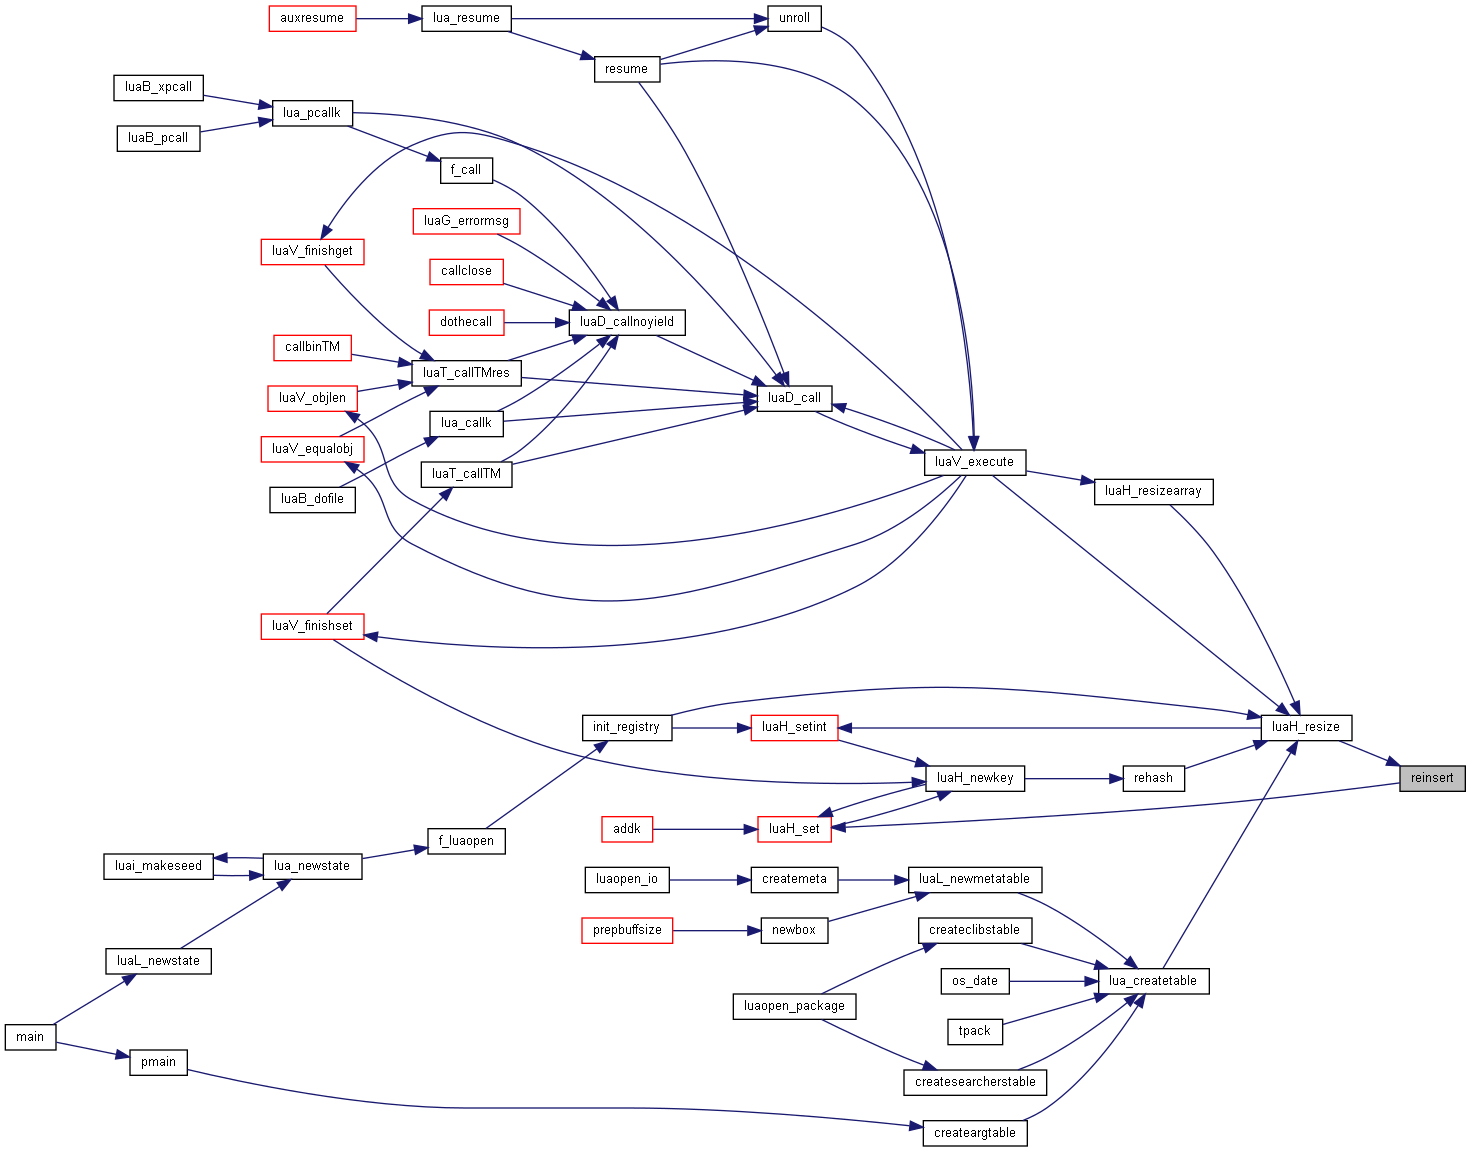 auxresume
lua_resume
unroll
resume
luaB_xpcall
lua_pcallk
luaB_pcall
f_call
luaG_errormsg
luaV_finishget
callclose
dothecall
luaD_callnoyield
callbinTM
luaT_callTMres
luaV_objlen
luaD_call
lua_callk
luaV_equalobj
luaV_execute
luaT_callTM
luaB_dofile
luaH_resizearray
luaV_finishset
init_registry
luaH_setint
luaH_resize
luaH_newkey
rehash
reinsert
addk
luaH_set
f_luaopen
luai_makeseed
lua_newstate
luaopen_io
createmeta
luaL_newmetatable
prepbuffsize
newbox
createclibstable
luaL_newstate
os_date
lua_createtable
luaopen_package
tpack
main
pmain
createsearcherstable
createargtable